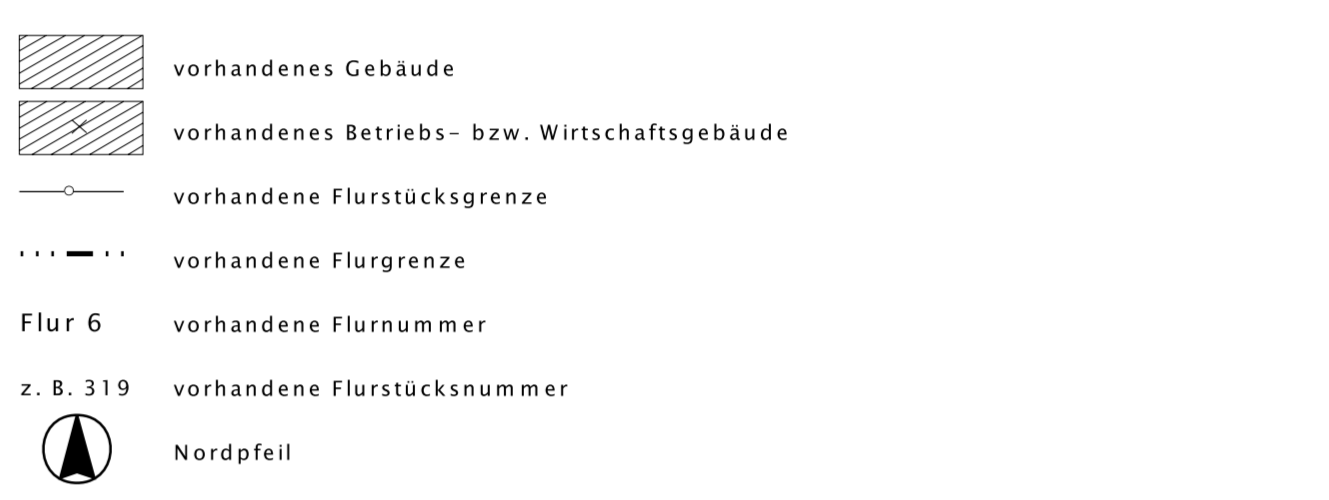 vorhandenes Gebäude
vorhandenes Betriebs- bzw. Wirtschaftsgebäude
vorhandene Flurstücksgrenze
vorhandene Flurgrenze
Flur 6 vorhandene Flurnummer
z. B. 319 vorhandene Flurstücksnummer
Nordpfeil